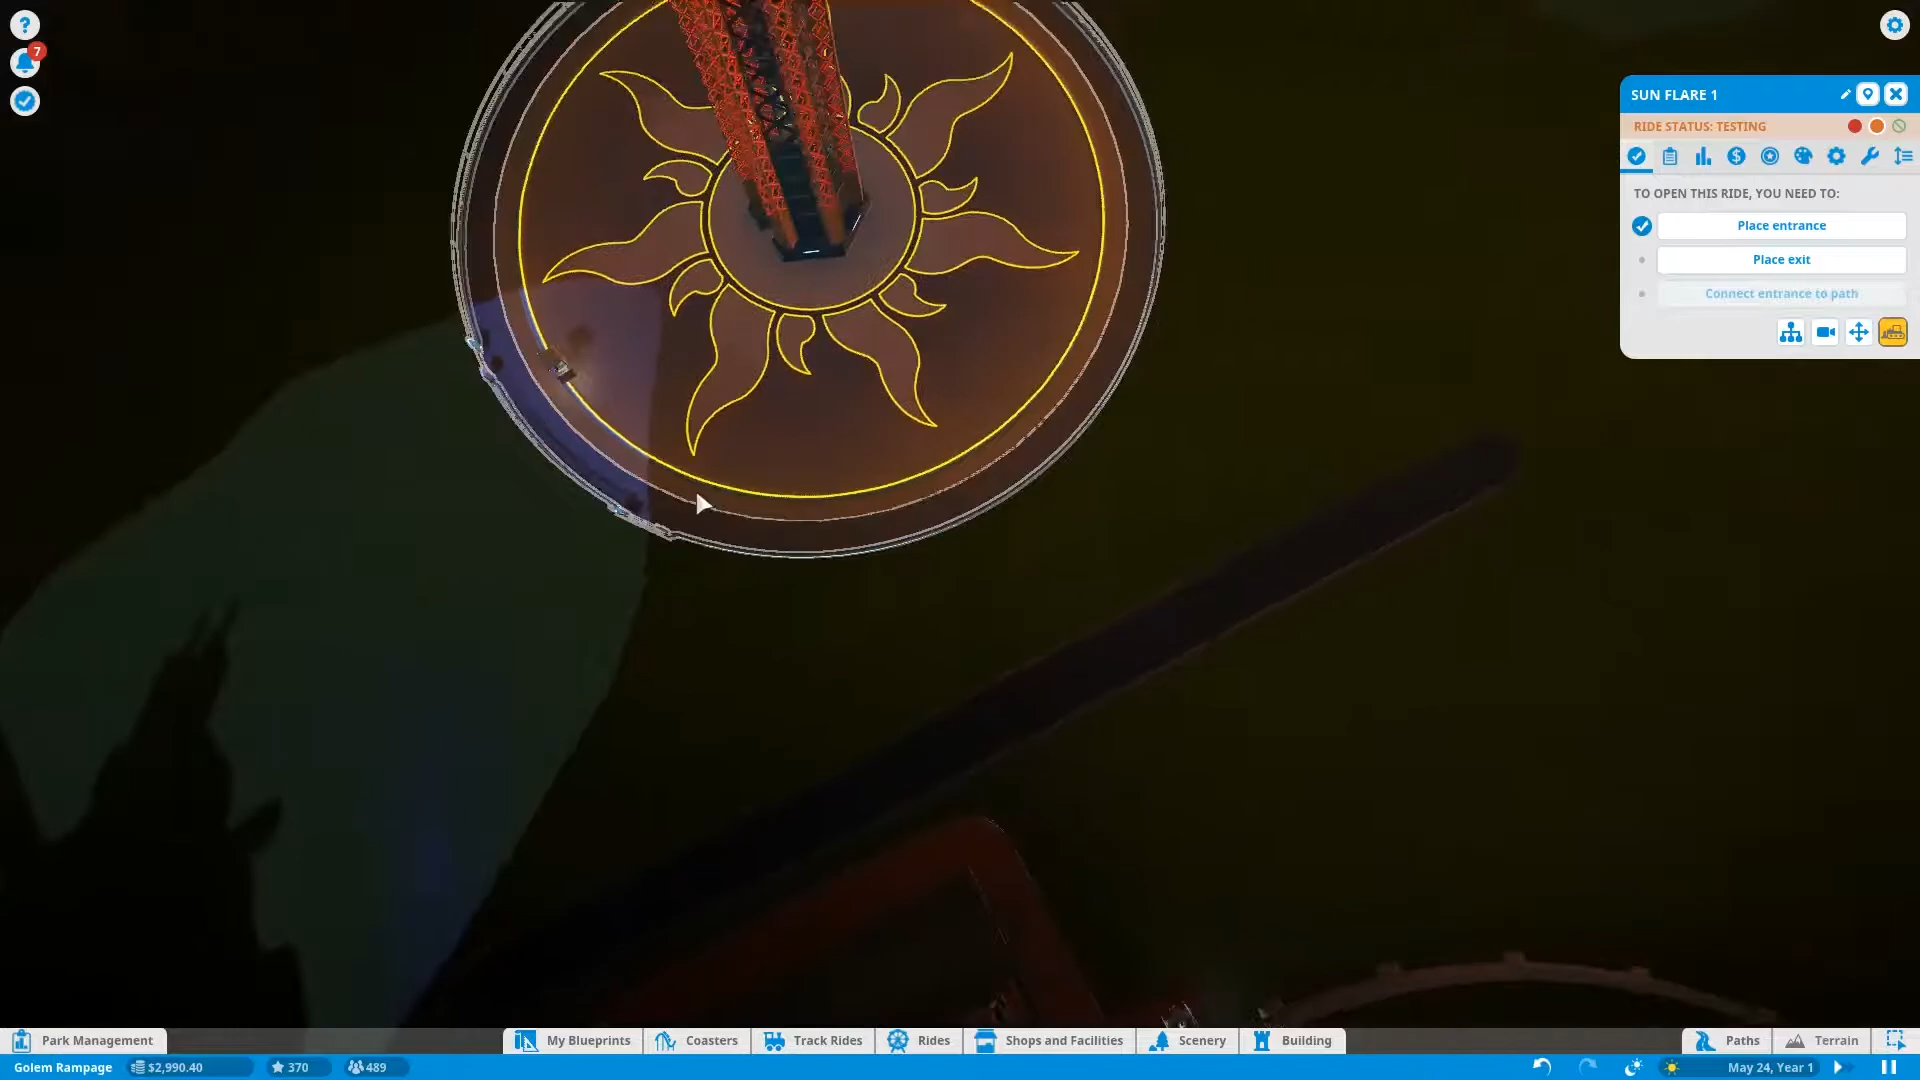 ?
7
SUN FLARE 1
RIDE STATUS: TESTING
TO OPEN THIS RIDE, YOU NEED TO:
Place entrance
Place exit
Connect entrance to path
Park Management
My Blueprints
Coasters
Track Rides
Rides
Shops and Facilities
Scenery
Building
Paths
Terrain
Golem Rampage
$2,990.40
370
489
May 24, Year 1